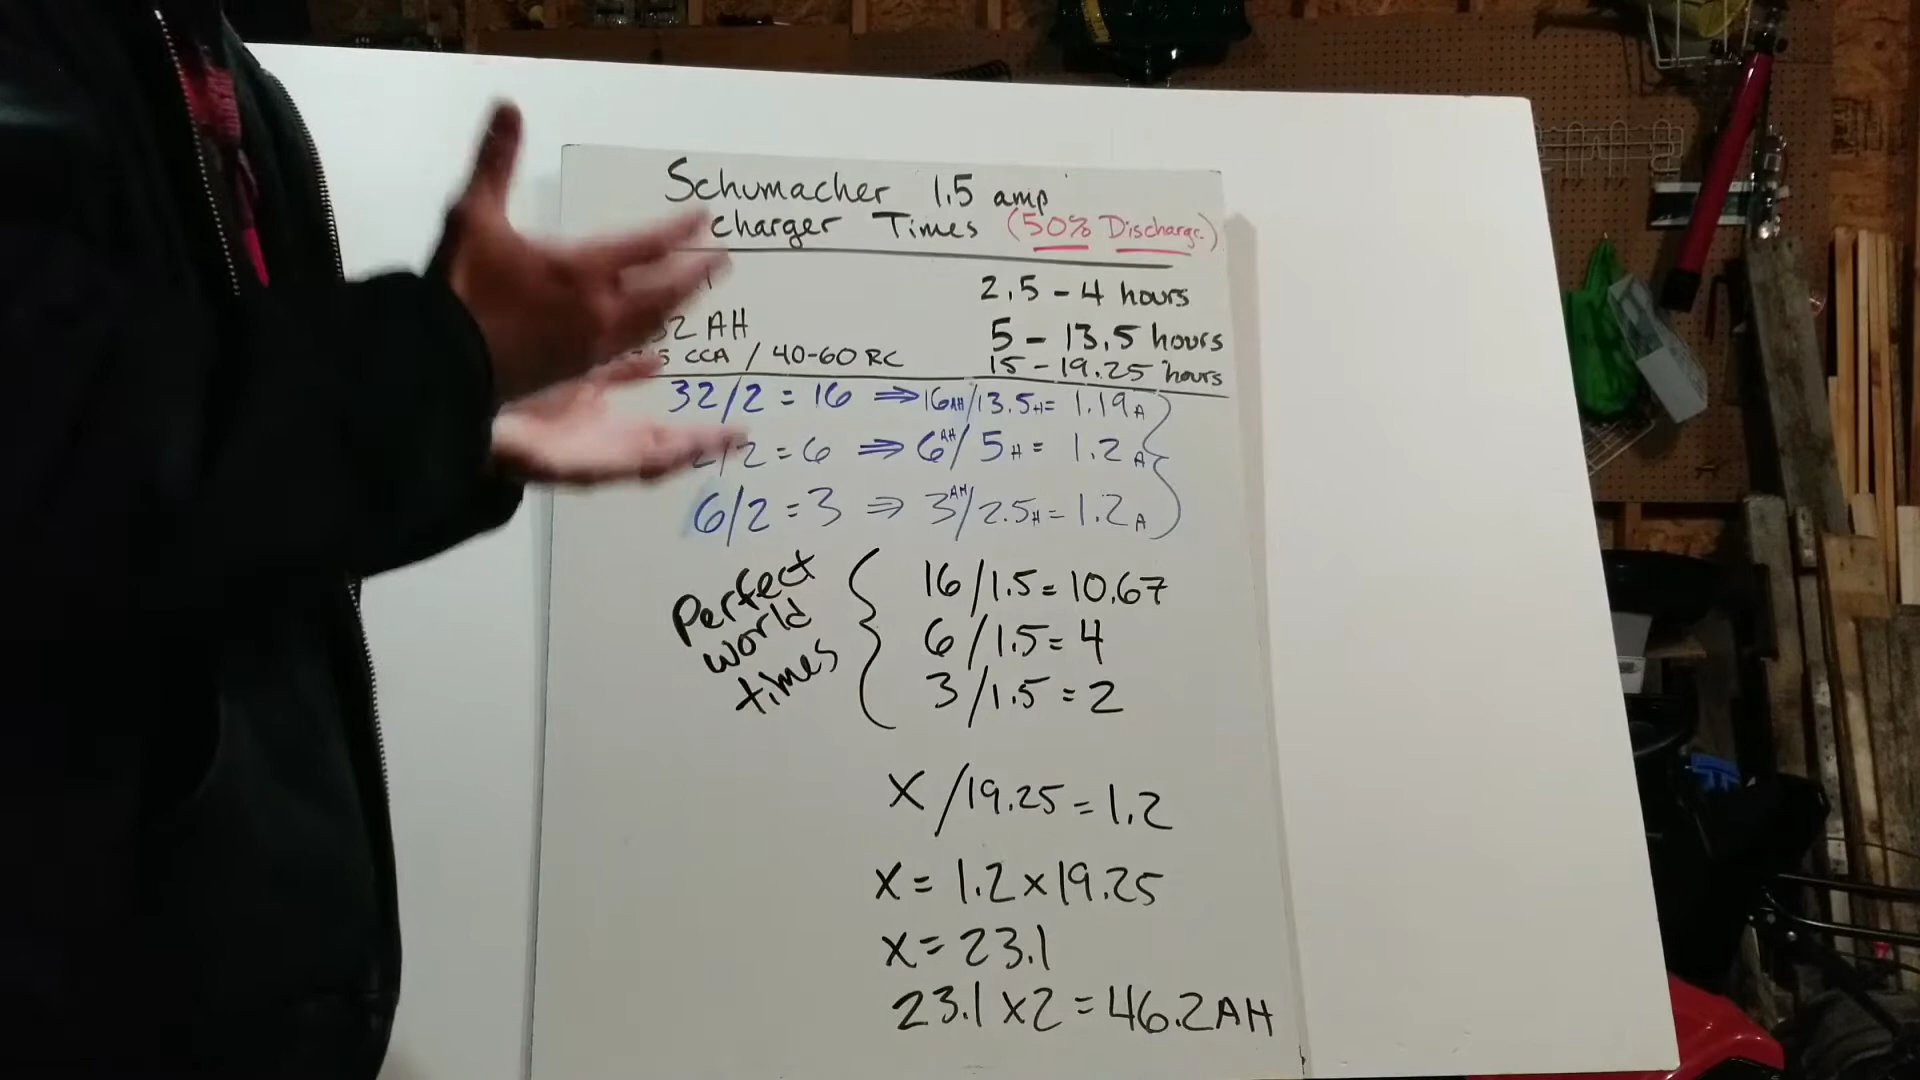 Schumacher 1.5 amp
charger Times (50% Discharge)
2.5 - 4 hours
32 AH 5 - 13.5 hours
5 CCA / 40-60 RC 15 - 19.25 hours
32/2 = 16 ⇒ 16AH/13.5H = 1.19A
2/2 = 6 ⇒ 6AH/5H = 1.2A
6/2 = 3 ⇒ 3AH/2.5H = 1.2A
Perfect world times
16/1.5 = 10.67
6/1.5 = 4
3/1.5 = 2
X/19.25 = 1.2
X = 1.2 x 19.25
X = 23.1
23.1 x 2 = 46.2AH